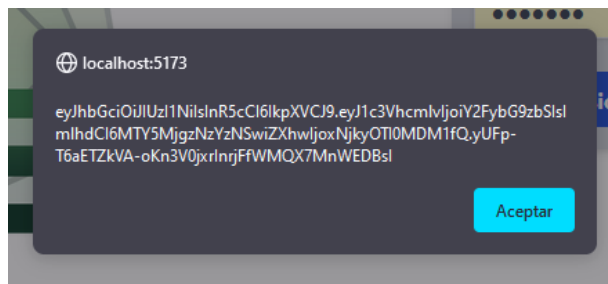 localhost:5173
eyJhbGciOiJIUzI1NiIsInR5cCI6IkpXVCJ9.eyJ1c3VhcmlvIjoiY2FybG9zbSIsI
mlhdCI6MTY5MjgzNzYzNSwiZXhwIjoxNjkyOTI0MDM1fQ.yUFp-
T6aETZkVA-oKn3V0jxrInrjFfWMQX7MnWEDBsI
Aceptar